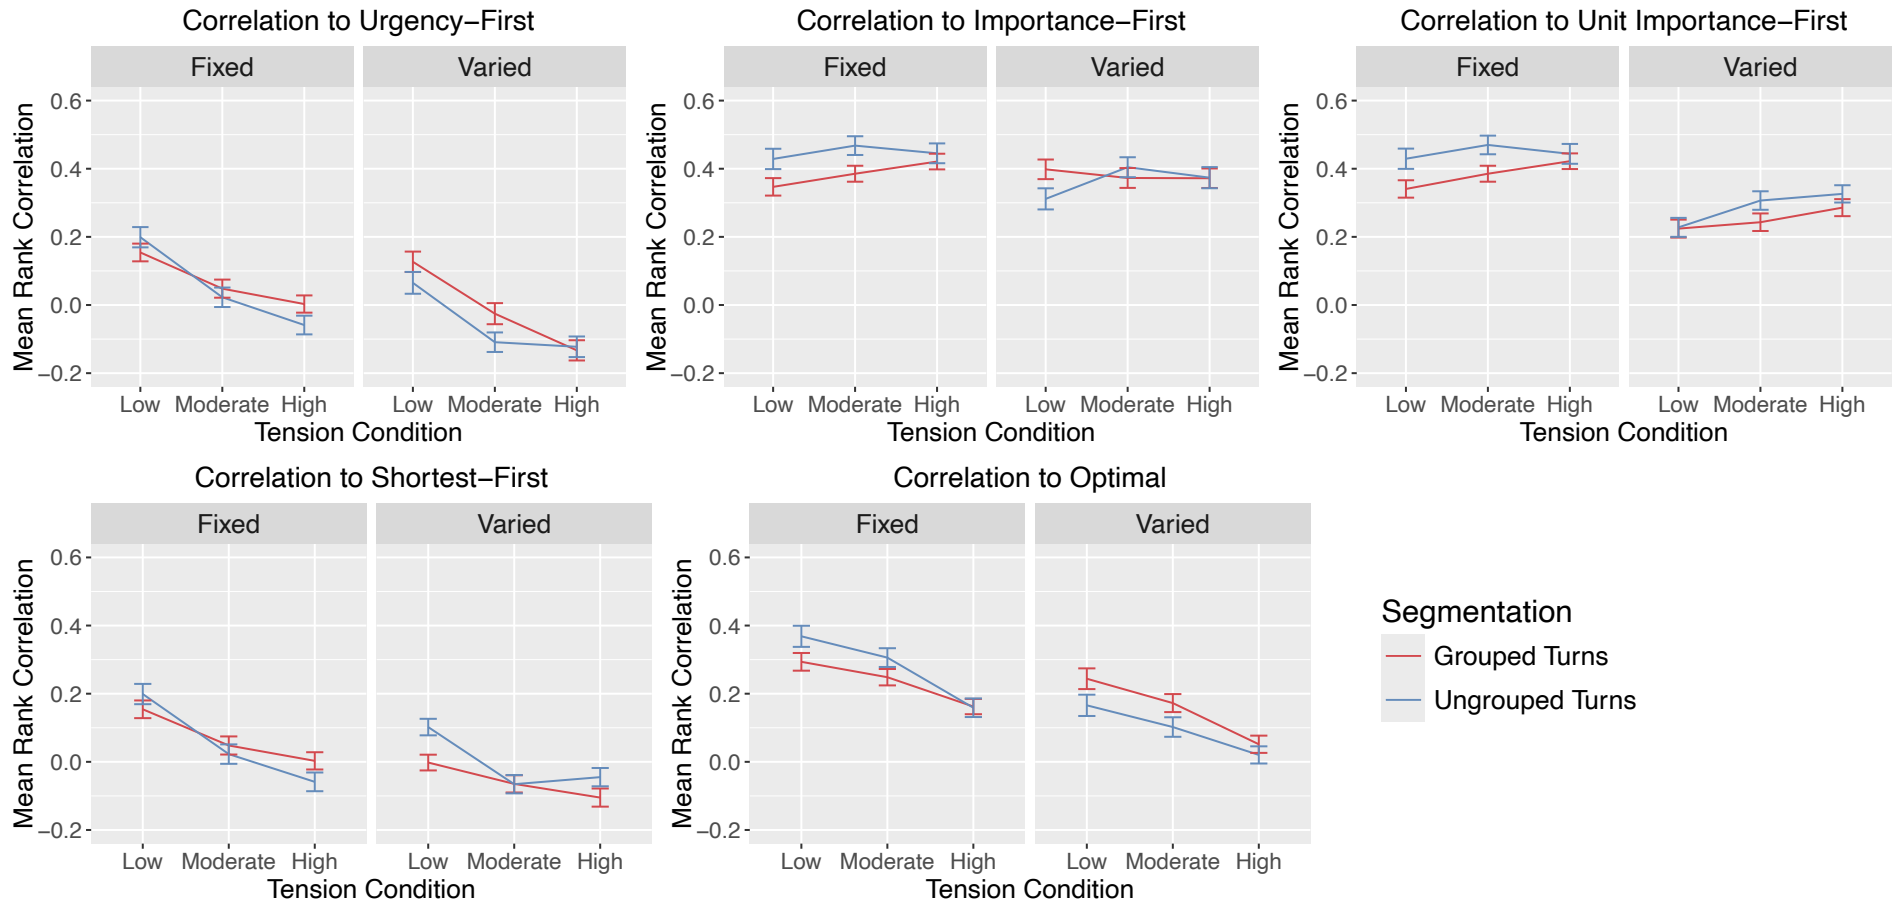 Correlation to Urgency−First
Fixed
Varied
Mean Rank Correlation
0.6
0.4
0.2
0.0
−0.2
Low Moderate High
Low Moderate High
Tension Condition
Correlation to Importance−First
Fixed
Varied
Mean Rank Correlation
0.6
0.4
0.2
0.0
−0.2
Low Moderate High
Low Moderate High
Tension Condition
Correlation to Unit Importance−First
Fixed
Varied
Mean Rank Correlation
0.6
0.4
0.2
0.0
−0.2
Low Moderate High
Low Moderate High
Tension Condition
Correlation to Shortest−First
Fixed
Varied
Mean Rank Correlation
0.6
0.4
0.2
0.0
−0.2
Low Moderate High
Low Moderate High
Tension Condition
Correlation to Optimal
Fixed
Varied
Mean Rank Correlation
0.6
0.4
0.2
0.0
−0.2
Low Moderate High
Low Moderate High
Tension Condition
Segmentation
Grouped Turns
Ungrouped Turns